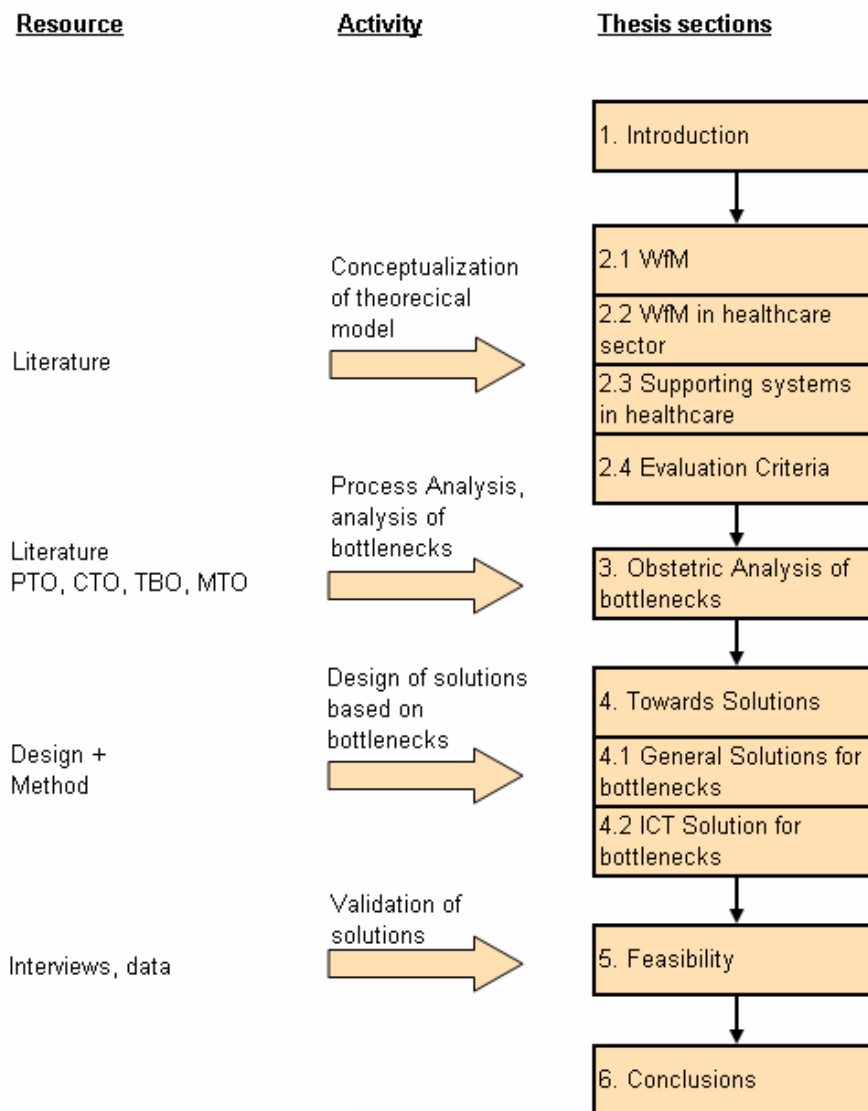 Resource
Activity
Thesis sections
1. Introduction
Conceptualization
of theorecical
model
Literature
2.1 WfM
2.2 WfM in healthcare
sector
2.3 Supporting systems
in healthcare
2.4 Evaluation Criteria
Process Analysis,
analysis of
bottlenecks
Literature
PTO, CTO, TBO, MTO
3. Obstetric Analysis of
bottlenecks
Design of solutions
based on
bottlenecks
Design +
Method
4. Towards Solutions
4.1 General Solutions for
bottlenecks
4.2 ICT Solution for
bottlenecks
Validation of
solutions
Interviews, data
5. Feasibility
6. Conclusions